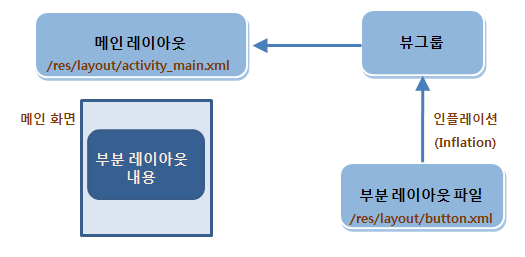 메인 레이아웃
/res/layout/activity_main.xml
뷰그룹
메인 화면
부분 레이아웃
내용
인플레이션
(Inflation)
부분 레이아웃 파일
/res/layout/button.xml